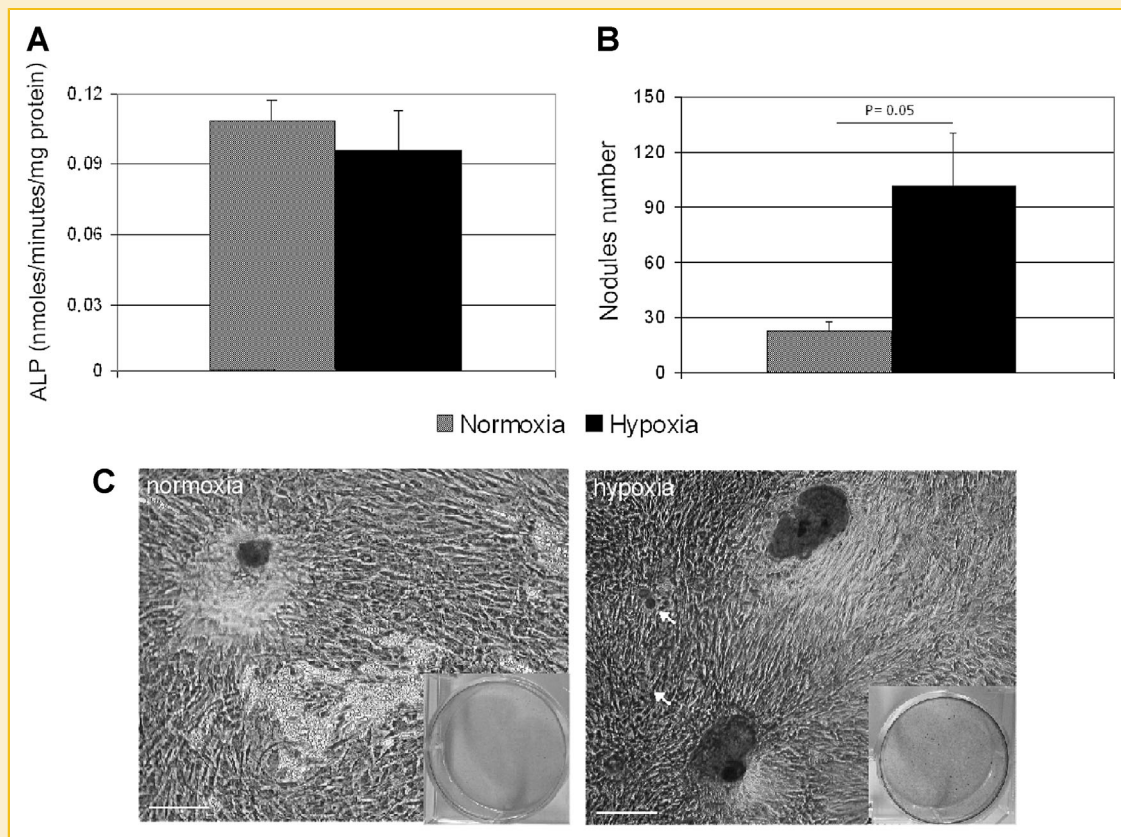 A
ALP (nmoles/minutes/mg protein)
0.12
0.09
0.06
0.03
0
B
Nodules number
150
120
90
60
30
0
P= 0.05
Normoxia Hypoxia
C
normoxia
hypoxia